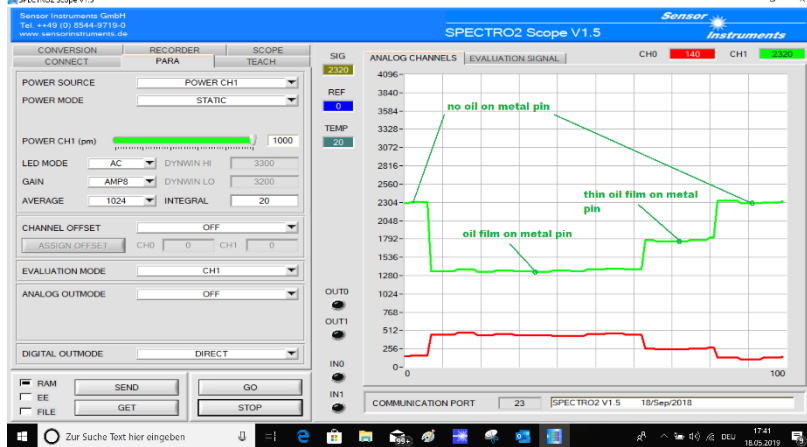 SPECTRO2 Scope V1.5
Sensor Instruments GmbH
Tel. ++49 (0) 8544-9719-0
www.sensorinstruments.de
SPECTRO2 Scope V1.5
Sensor Instruments
CONVERSION RECORDER SCOPE
CONNECT PARA TEACH
POWER SOURCE POWER CH1
POWER MODE STATIC
POWER CH1 (pm) 1000
LED MODE AC DYNWIN HI 3300
GAIN AMP8 DYNWIN LO 3200
AVERAGE 1024 INTEGRAL 20
CHANNEL OFFSET OFF
ASSIGN OFFSET CH0 0 CH1 0
EVALUATION MODE CH1
ANALOG OUTMODE OFF
DIGITAL OUTMODE DIRECT
RAM
EE
FILE
SEND GO
GET STOP
SIG
2320
REF
0
TEMP
20
OUT0
OUT1
IN0
IN1
ANALOG CHANNELS EVALUATION SIGNAL CH0 140 CH1 2320
4096
3840
3584
3328
3072
2816
2560
2304
2048
1792
1536
1280
1024
768
512
256
0
0 100
no oil on metal pin
thin oil film on metal
pin
oil film on metal pin
COMMUNICATION PORT 23 SPECTRO2 V1.5 18/Sep/2018
Zur Suche Text hier eingeben
99+
DEU
17:41
18.05.2019